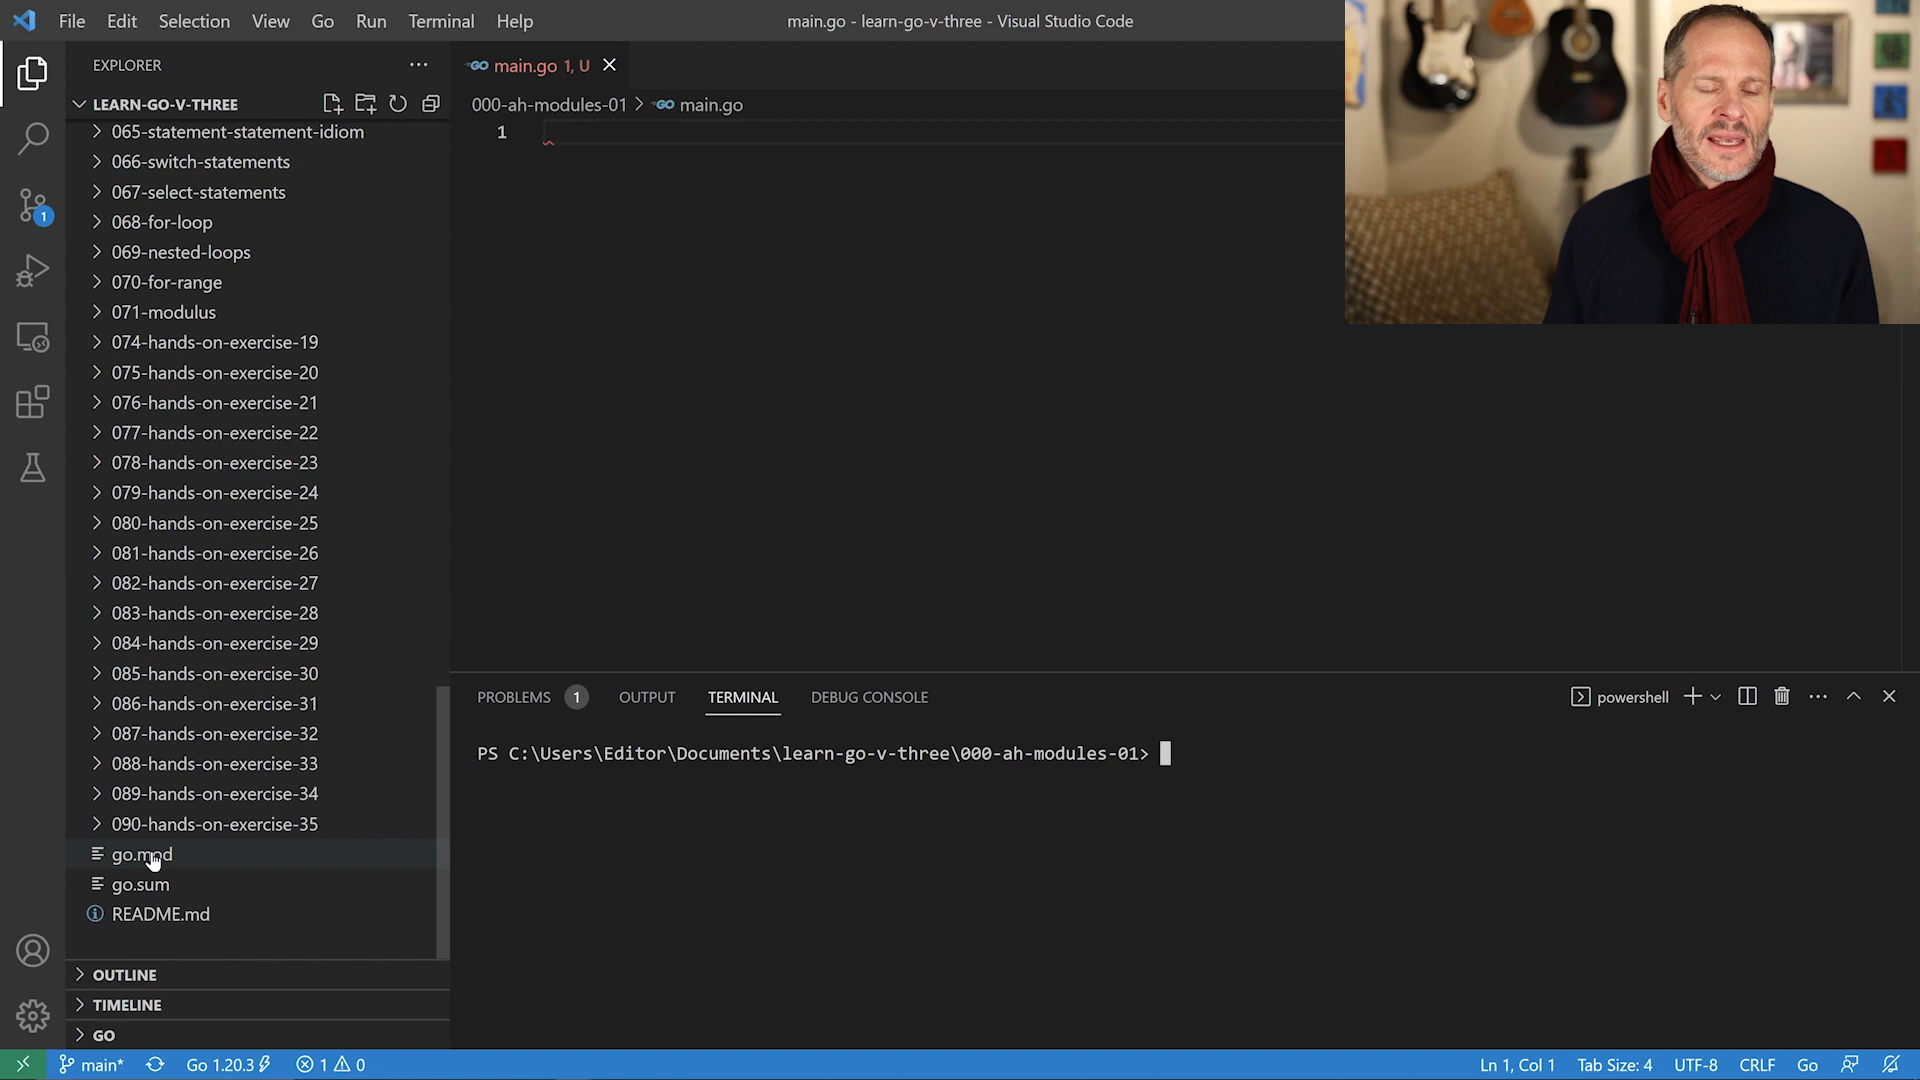 File Edit Selection View Go Run Terminal Help
main.go - learn-go-v-three - Visual Studio Code
EXPLORER
LEARN-GO-V-THREE
065-statement-statement-idiom
066-switch-statements
067-select-statements
068-for-loop
069-nested-loops
070-for-range
071-modulus
074-hands-on-exercise-19
075-hands-on-exercise-20
076-hands-on-exercise-21
077-hands-on-exercise-22
078-hands-on-exercise-23
079-hands-on-exercise-24
080-hands-on-exercise-25
081-hands-on-exercise-26
082-hands-on-exercise-27
083-hands-on-exercise-28
084-hands-on-exercise-29
085-hands-on-exercise-30
086-hands-on-exercise-31
087-hands-on-exercise-32
088-hands-on-exercise-33
089-hands-on-exercise-34
090-hands-on-exercise-35
go.mod
go.sum
README.md
OUTLINE
TIMELINE
GO
1
GO main.go 1, U
000-ah-modules-01 > GO main.go
1
PROBLEMS 1 OUTPUT TERMINAL DEBUG CONSOLE
powershell
PS C:\Users\Editor\Documents\learn-go-v-three\000-ah-modules-01>
main* Go 1.20.3 1 0
Ln 1, Col 1 Tab Size: 4 UTF-8 CRLF Go